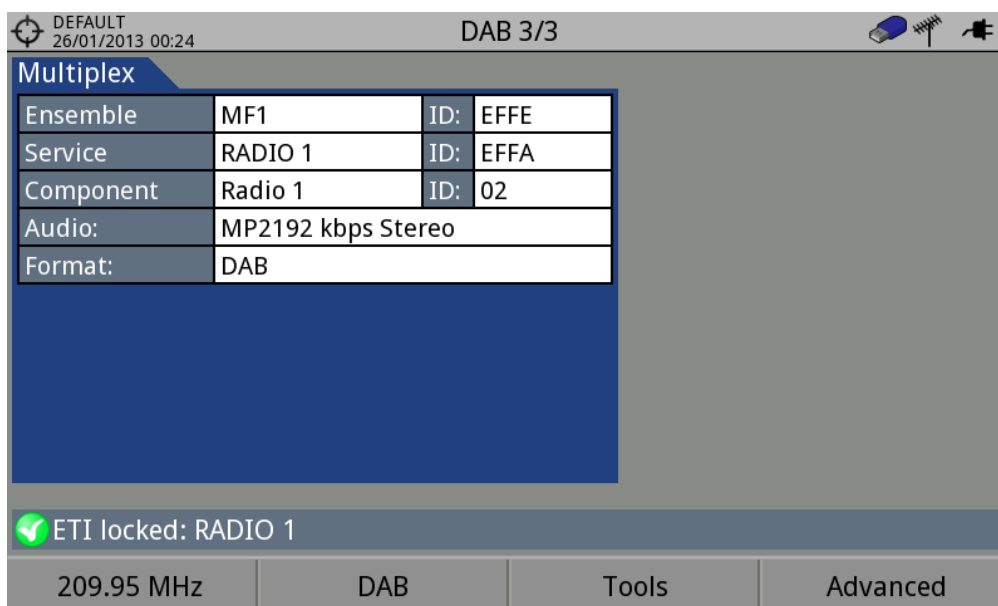 DEFAULT
26/01/2013 00:24
DAB 3/3
Multiplex
Ensemble MF1 ID: EFFE
Service RADIO 1 ID: EFFA
Component Radio 1 ID: 02
Audio: MP2192 kbps Stereo
Format: DAB
ETI locked: RADIO 1
209.95 MHz DAB Tools Advanced